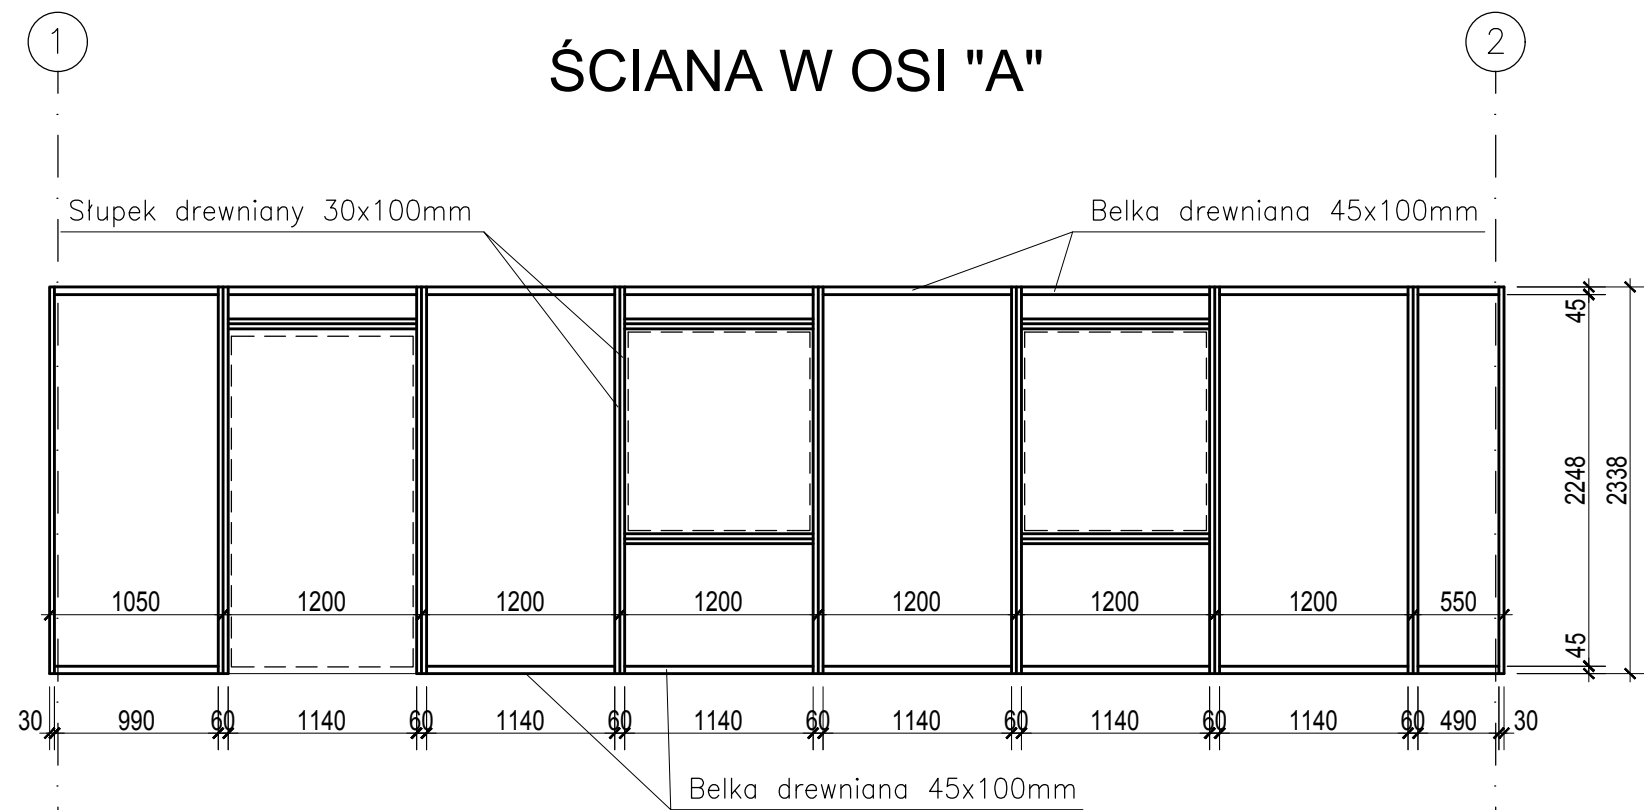 1
2
ŚCIANA W OSI "A"
Słupek drewniany 30x100mm
Belka drewniana 45x100mm
45
2248
2338
1050 1200 1200 1200 1200 1200 1200 550
45
30 990 60 1140 60 1140 60 1140 60 1140 60 1140 60 1140 60 490 30
Belka drewniana 45x100mm